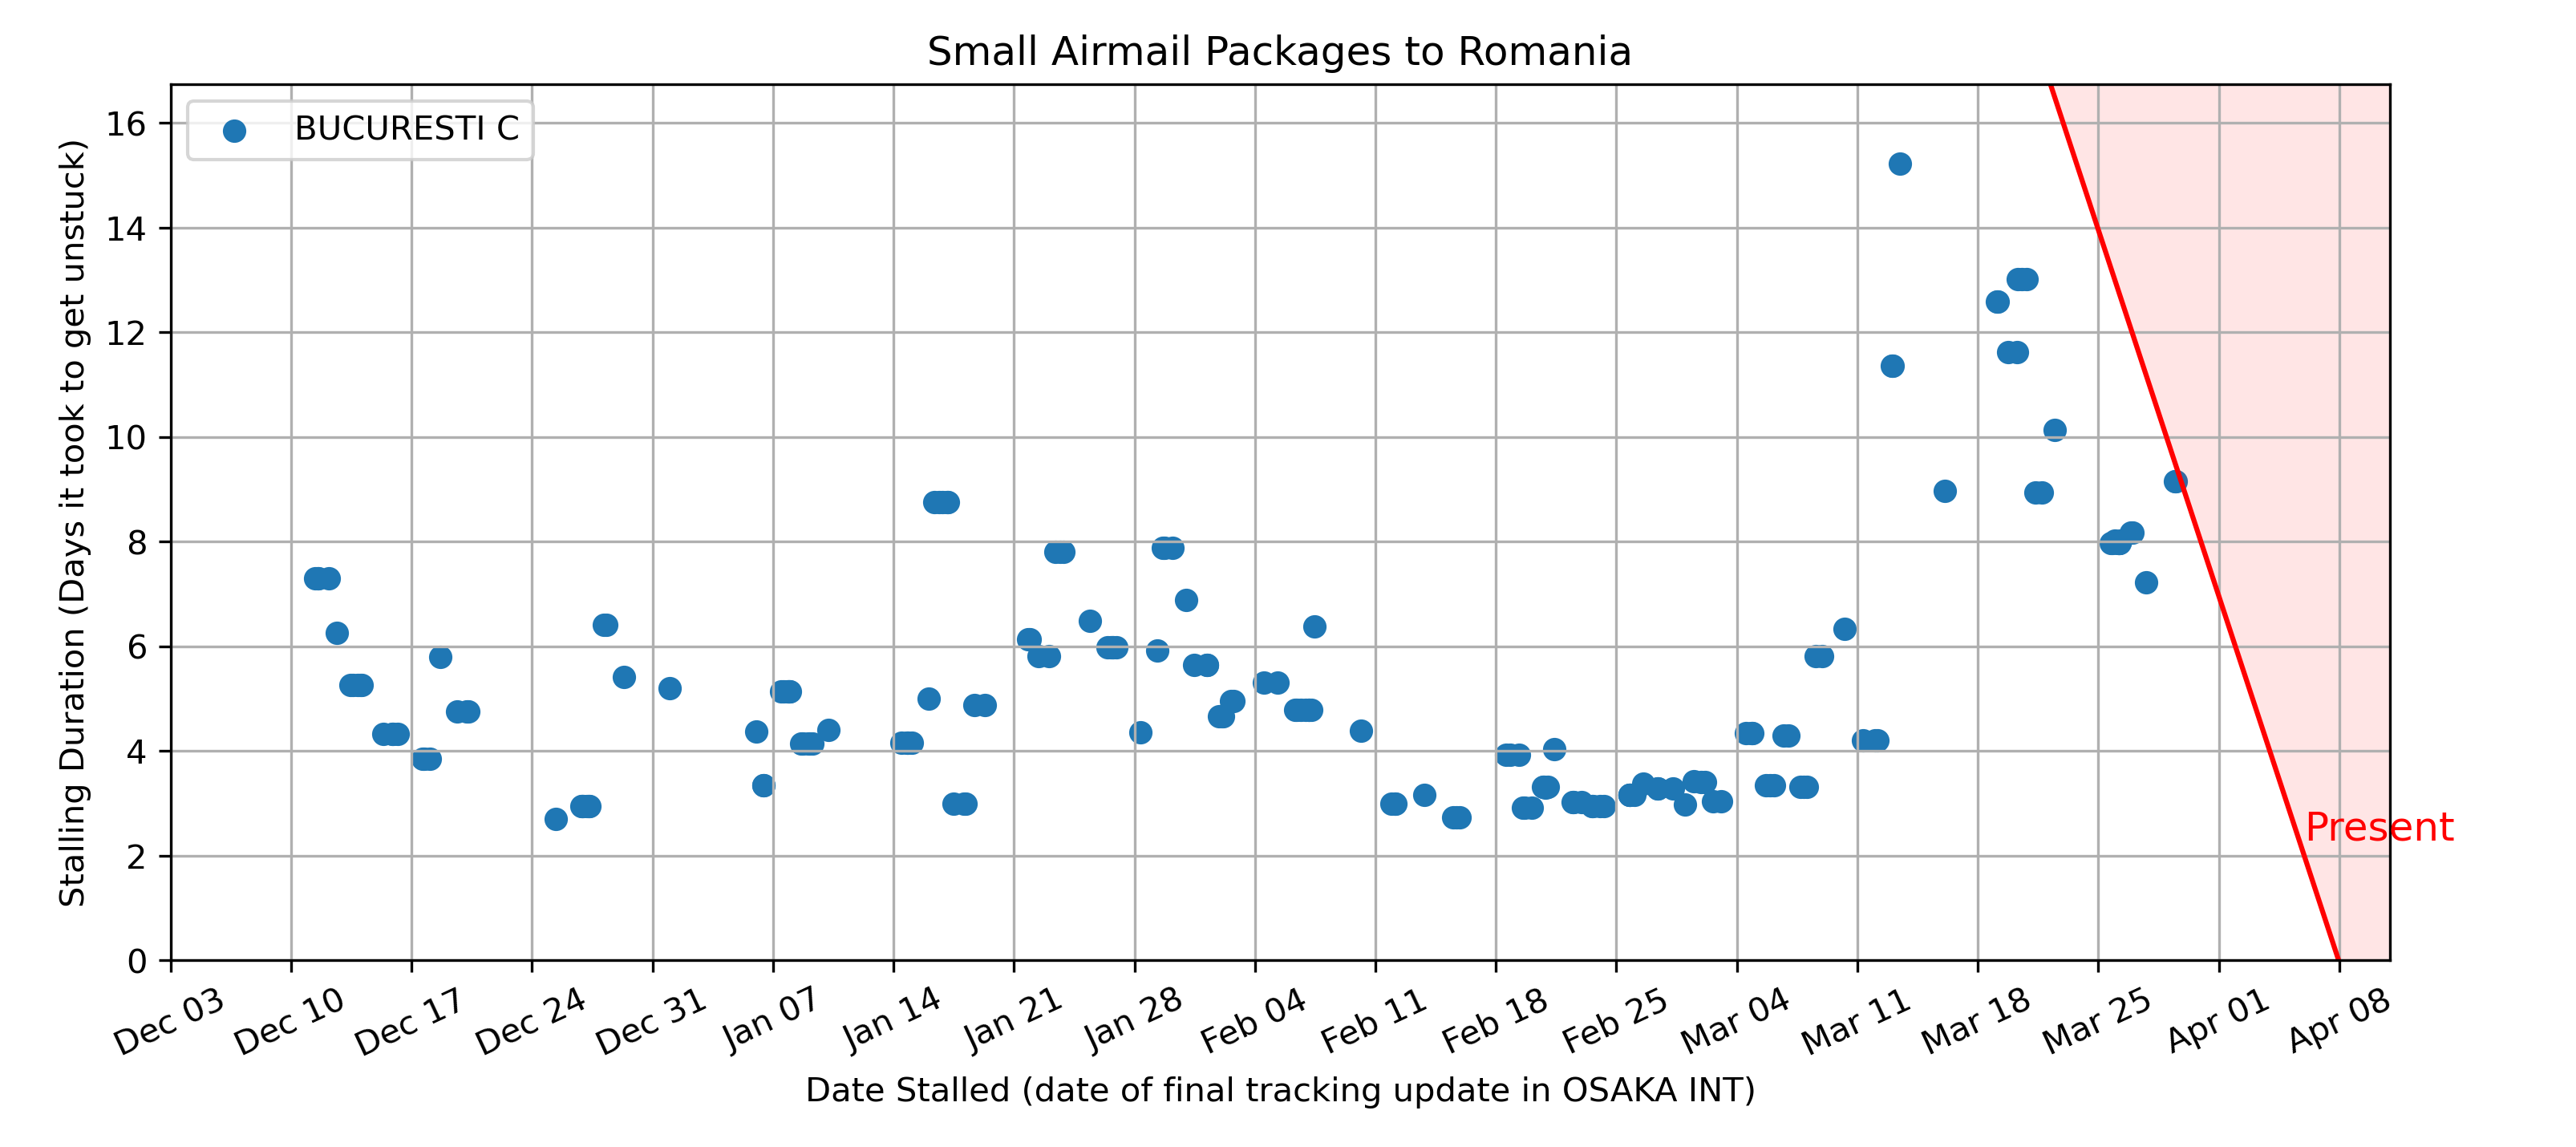 Small Airmail Packages to Romania
BUCURESTI C
Stalling Duration (Days it took to get unstuck)
16
14
12
10
8
6
4
2
0
Present
Dec 03
Dec 10
Dec 17
Dec 24
Dec 31
Jan 07
Jan 14
Jan 21
Jan 28
Feb 04
Feb 11
Feb 18
Feb 25
Mar 04
Mar 11
Mar 18
Mar 25
Apr 01
Apr 08
Date Stalled (date of final tracking update in OSAKA INT)